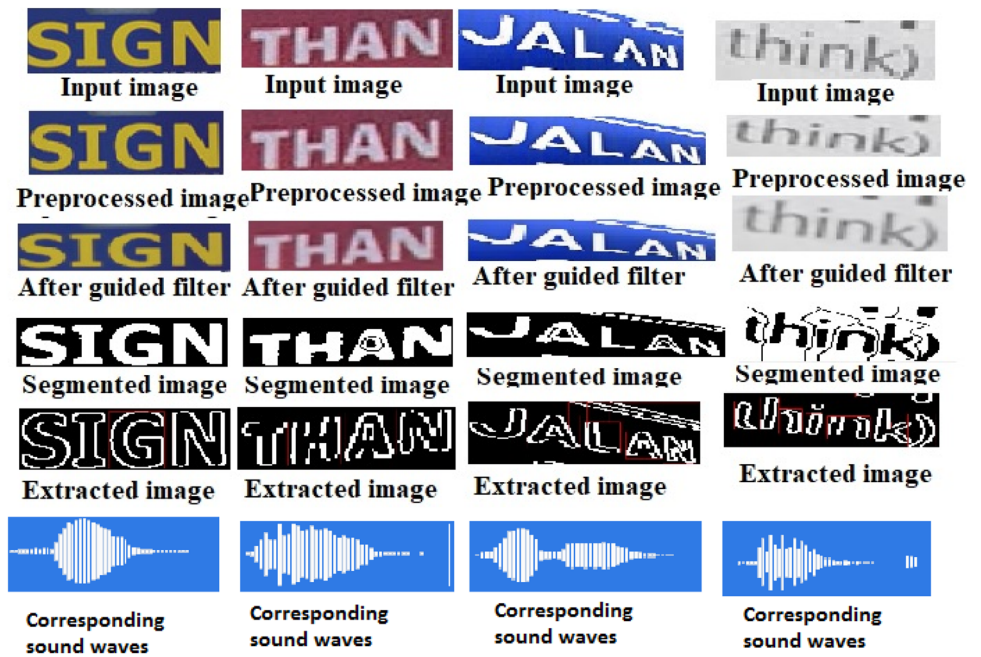 SIGN THAN JALAN think)
Input image Input image Input image Input image
SIGN THAN JALAN think)
Preprocessed image Preprocessed image Preprocessed image Preprocessed image
SIGN THAN JALAN think)
After guided filter After guided filter After guided filter After guided filter
SIGN THAN JALAN think)
Segmented image Segmented image Segmented image Segmented image
SIGN THAN JALAN think)
Extracted image Extracted image Extracted image Extracted image
Corresponding Corresponding Corresponding Corresponding
sound waves sound waves sound waves sound waves